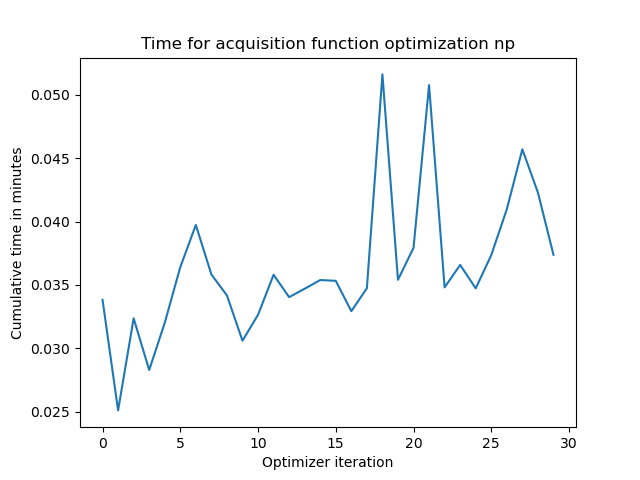 Time for acquisition function optimization np
Cumulative time in minutes
0.050
0.045
0.040
0.035
0.030
0.025
0 5 10 15 20 25 30
Optimizer iteration